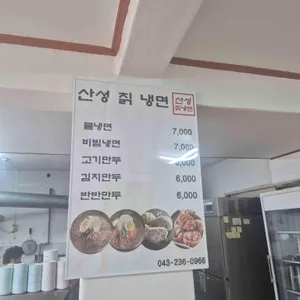 산성 칡 냉면
산성
칡냉면
물냉면 7,000
비빔냉면 7,000
고기만두 6,000
김치만두 6,000
반반만두 6,000
043-236-0966